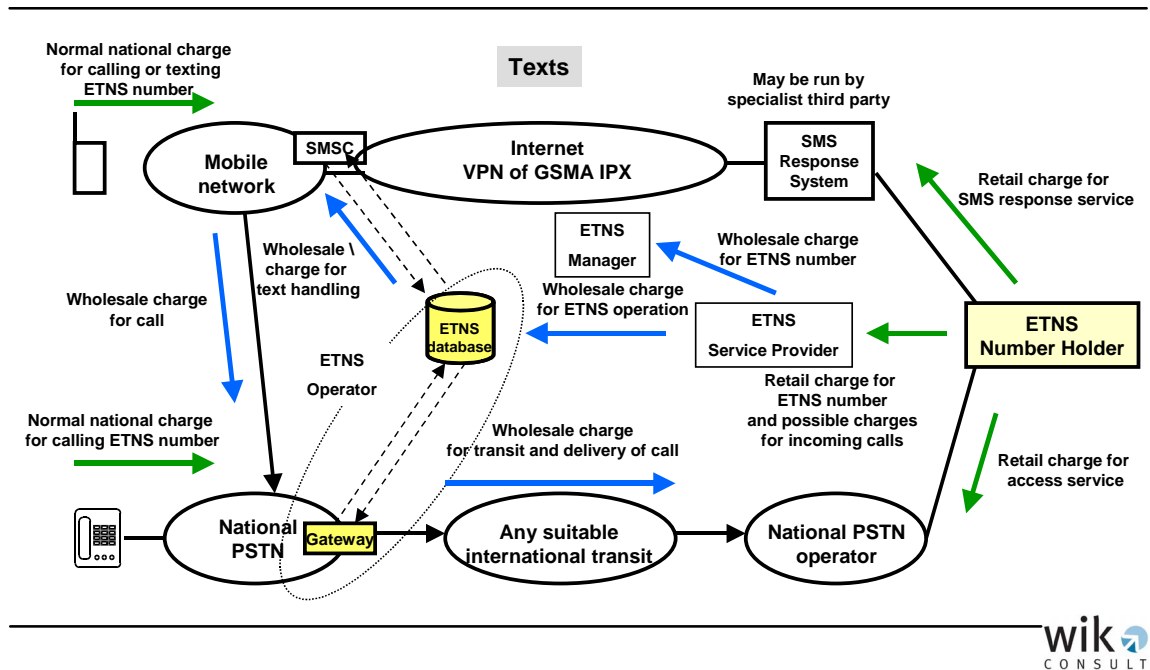 Normal national charge
for calling or texting
ETNS number
Texts
May be run by
specialist third party
SMSC
Mobile
network
Internet
VPN of GSMA IPX
SMS
Response
System
Retail charge for
SMS response service
Wholesale \
charge for
text handling
ETNS
Manager
Wholesale charge
for ETNS number
Wholesale charge
for call
Wholesale charge
for ETNS operation
ETNS
database
ETNS
Service Provider
ETNS
Number Holder
ETNS
Operator
Retail charge for
ETNS number
and possible charges
for incoming calls
Normal national charge
for calling ETNS number
Wholesale charge
for transit and delivery of call
Retail charge for
access service
National
PSTN
Gateway
Any suitable
international transit
National PSTN
operator
wik
CONSULT